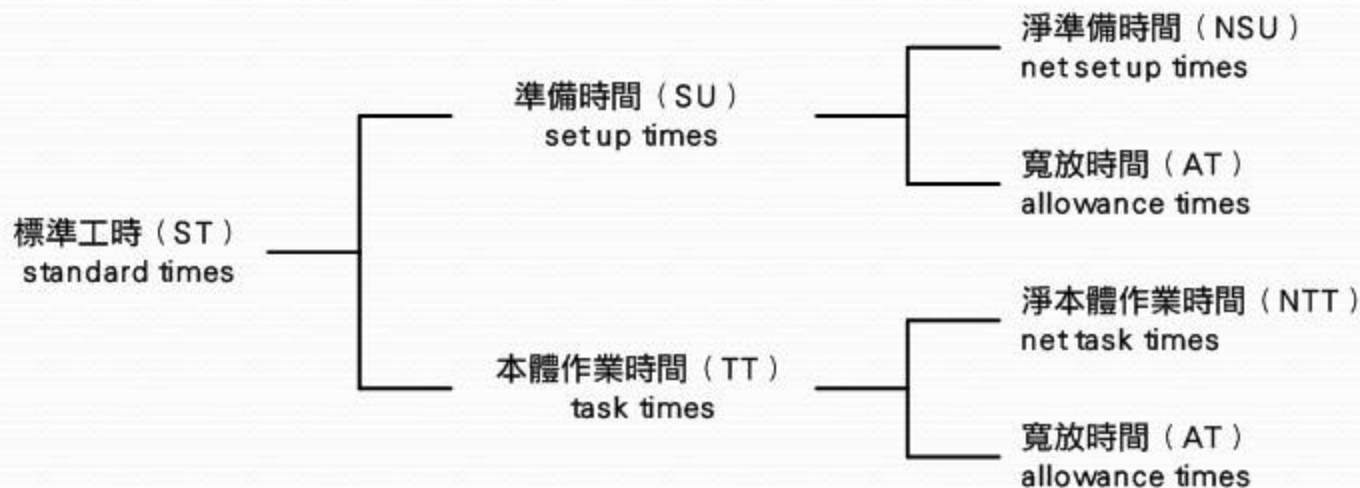 淨準備時間（NSU）
net set up times
準備時間（SU）
set up times
寬放時間（AT）
allowance times
標準工時（ST）
standard times
淨本體作業時間（NTT）
net task times
本體作業時間（TT）
task times
寬放時間（AT）
allowance times